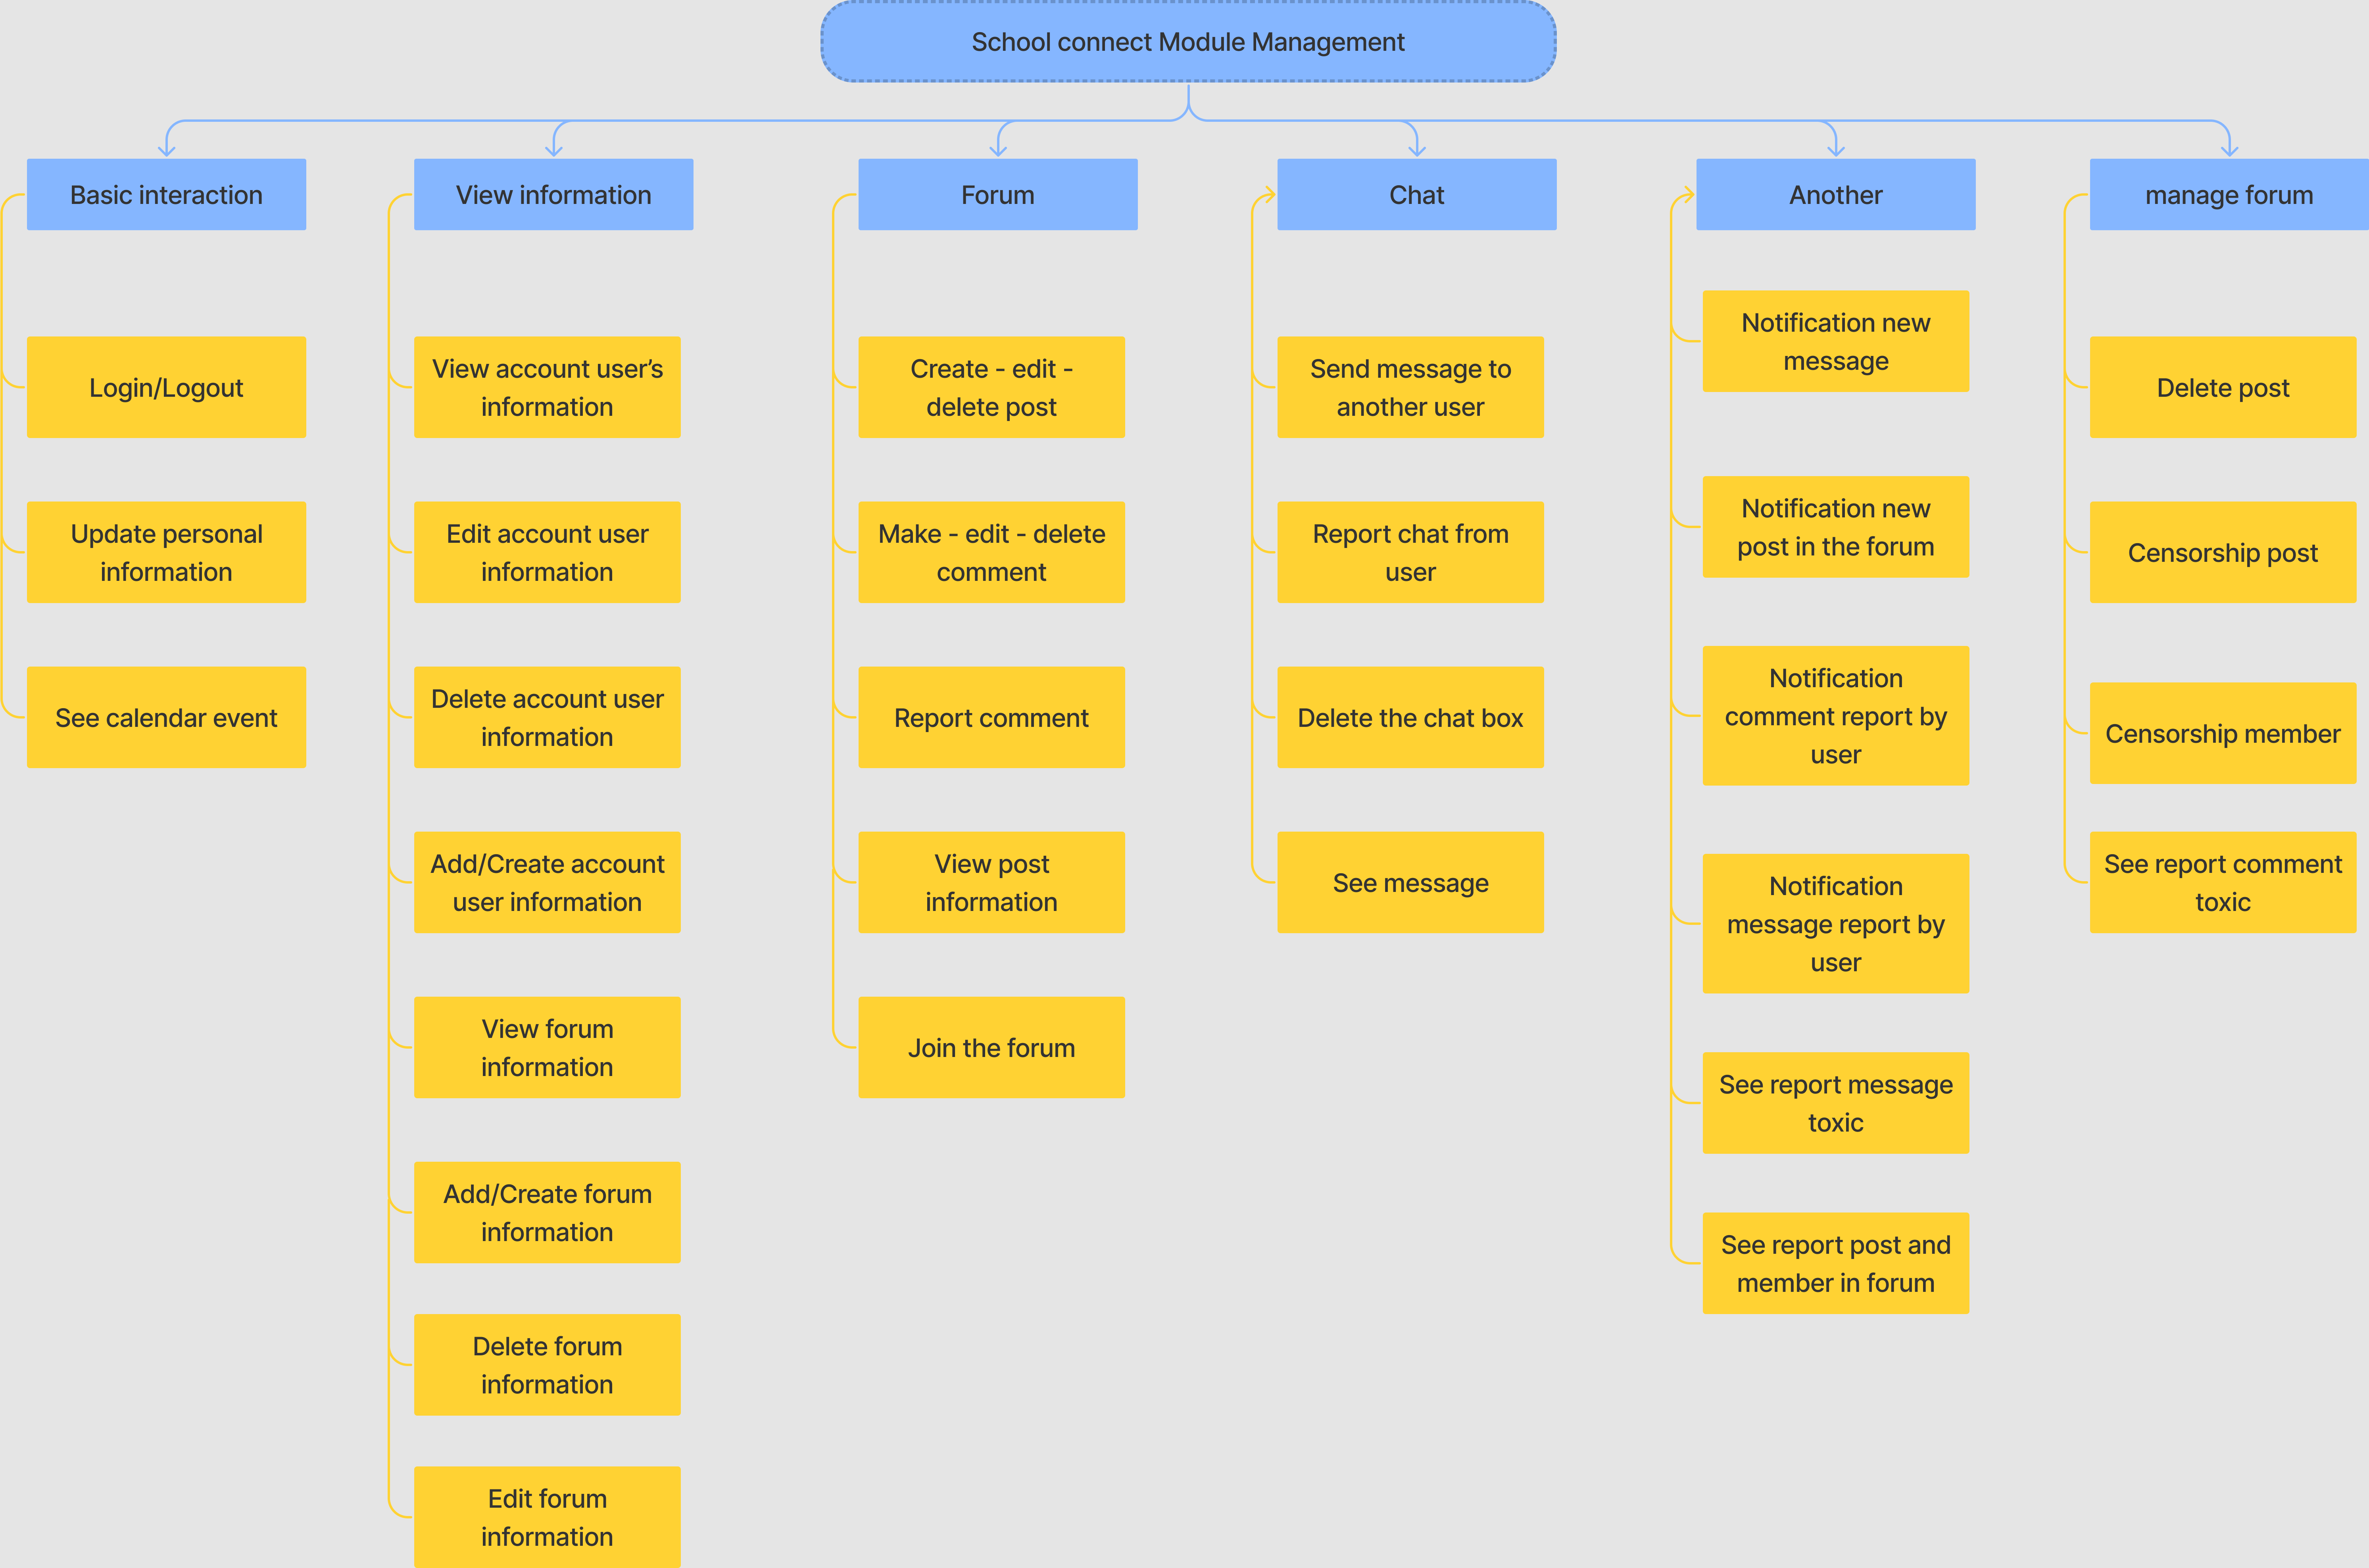 School connect Module Management
Basic interaction
Login/Logout
Update personal
information
See calendar event
View information
View account user’s
information
Edit account user
information
Delete account user
information
Add/Create account
user information
View forum
information
Add/Create forum
information
Delete forum
information
Edit forum
information
Forum
Create - edit -
delete post
Make - edit - delete
comment
Report comment
View post
information
Join the forum
Chat
Send message to
another user
Report chat from
user
Delete the chat box
See message
Another
Notification new
message
Notification new
post in the forum
Notification
comment report by
user
Notification
message report by
user
See report message
toxic
See report post and
member in forum
manage forum
Delete post
Censorship post
Censorship member
See report comment
toxic